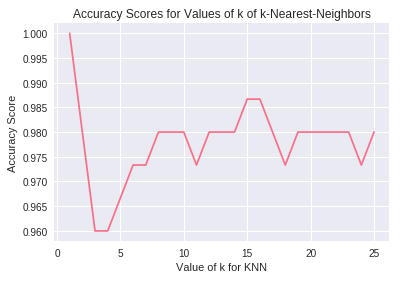 Accuracy Scores for Values of k of k-Nearest-Neighbors
1.000
0.995
0.990
0.985
0.980
0.975
0.970
0.965
0.960
Accuracy Score
0 5 10 15 20 25
Value of k for KNN